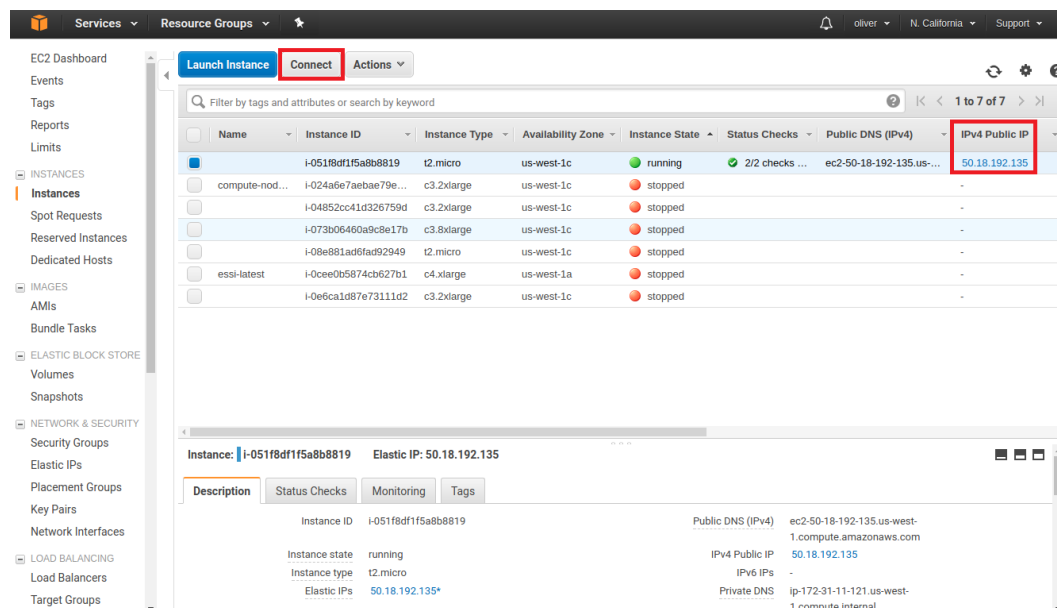 Services Resource Groups oliver N. California Support
EC2 Dashboard
Events
Tags
Reports
Limits
INSTANCES
Instances
Spot Requests
Reserved Instances
Dedicated Hosts
IMAGES
AMIs
Bundle Tasks
ELASTIC BLOCK STORE
Volumes
Snapshots
NETWORK & SECURITY
Security Groups
Elastic IPs
Placement Groups
Key Pairs
Network Interfaces
LOAD BALANCING
Load Balancers
Target Groups
Launch Instance Connect Actions
Filter by tags and attributes or search by keyword 1 to 7 of 7
Name Instance ID Instance Type Availability Zone Instance State Status Checks Public DNS (IPv4) IPv4 Public IP
i-051f8df1f5a8b8819 t2.micro us-west-1c running 2/2 checks ... ec2-50-18-192-135.us-... 50.18.192.135
compute-nod... i-024a6e7aebae79e... c3.2xlarge us-west-1c stopped -
i-04852cc41d326759d c3.2xlarge us-west-1c stopped -
i-073b06460a9c8e17b c3.8xlarge us-west-1c stopped -
i-08e881ad6fad92949 t2.micro us-west-1c stopped -
essi-latest i-0cee0b5874cb627b1 c4.xlarge us-west-1a stopped -
i-0e6ca1d87e73111d2 c3.2xlarge us-west-1c stopped -
Instance: i-051f8df1f5a8b8819 Elastic IP: 50.18.192.135
Description Status Checks Monitoring Tags
Instance ID i-051f8df1f5a8b8819 Public DNS (IPv4) ec2-50-18-192-135.us-west-
1.compute.amazonaws.com
Instance state running IPv4 Public IP 50.18.192.135
Instance type t2.micro IPv6 IPs -
Elastic IPs 50.18.192.135* Private DNS ip-172-31-11-121.us-west-
1.compute.internal